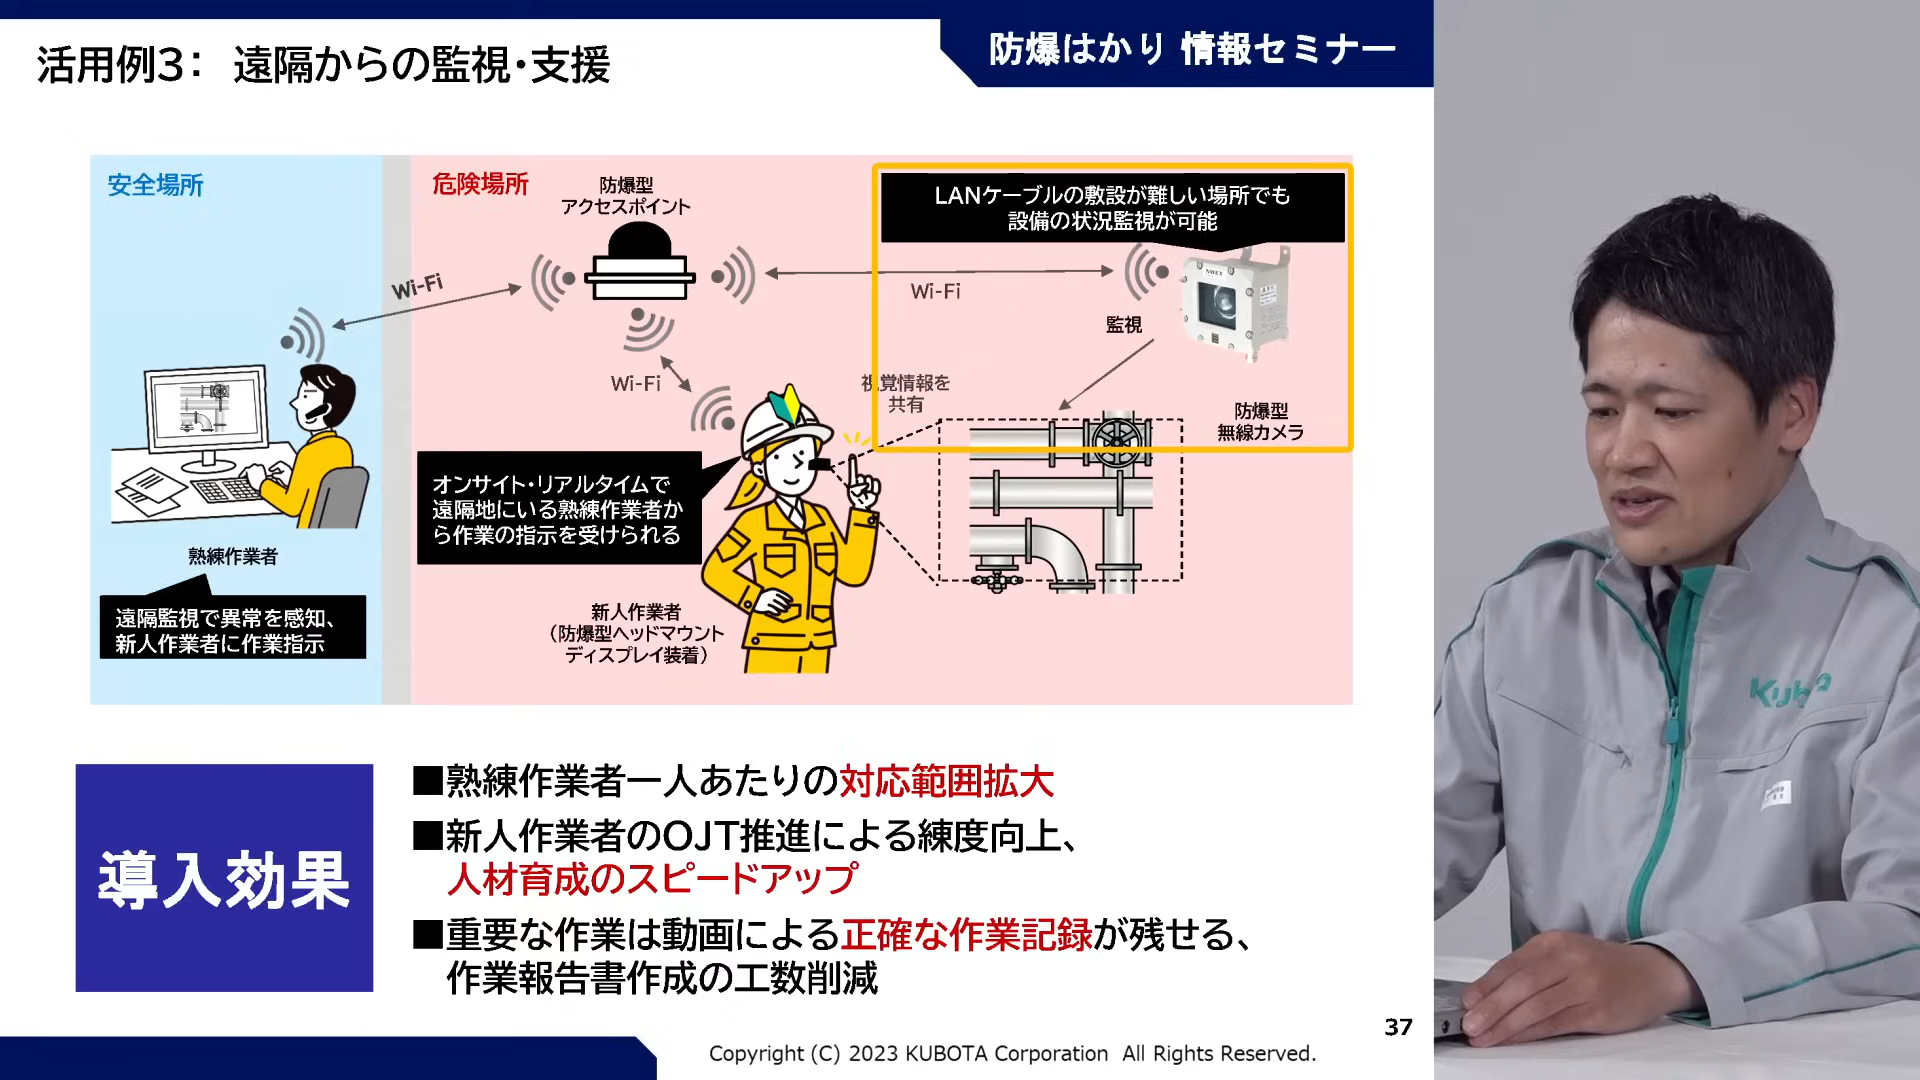 活用例3： 遠隔からの監視・支援
防爆はかり 情報セミナー
安全場所
危険場所
防爆型
アクセスポイント
LANケーブルの敷設が難しい場所でも
設備の状況監視が可能
Wi-Fi
Wi-Fi
Wi-Fi
監視
視覚情報を
共有
防爆型
無線カメラ
オンサイト・リアルタイムで
遠隔地にいる熟練作業者か
ら作業の指示を受けられる
熟練作業者
遠隔監視で異常を感知、
新人作業者に作業指示
新人作業者
（防爆型ヘッドマウント
ディスプレイ装着）
導入効果
■熟練作業者一人あたりの対応範囲拡大
■新人作業者のOJT推進による練度向上、
人材育成のスピードアップ
■重要な作業は動画による正確な作業記録が残せる、
作業報告書作成の工数削減
37
Copyright (C) 2023 KUBOTA Corporation All Rights Reserved.
Kubota